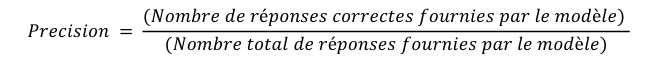 Precision = (Nombre de réponses correctes fournies par le modèle) / (Nombre total de réponses fournies par le modèle)